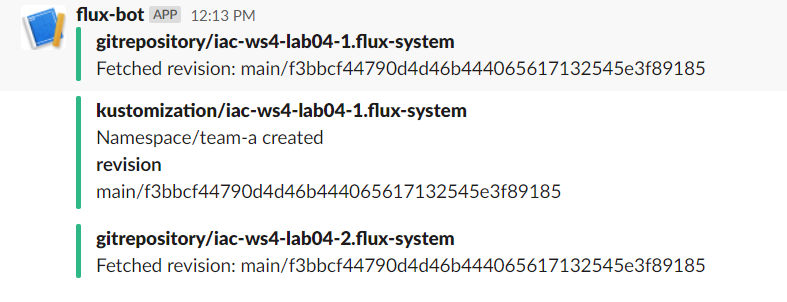 flux-bot APP 12:13 PM
gitrepository/iac-ws4-lab04-1.flux-system
Fetched revision: main/f3bbcf44790d4d46b444065617132545e3f89185
kustomization/iac-ws4-lab04-1.flux-system
Namespace/team-a created
revision
main/f3bbcf44790d4d46b444065617132545e3f89185
gitrepository/iac-ws4-lab04-2.flux-system
Fetched revision: main/f3bbcf44790d4d46b444065617132545e3f89185